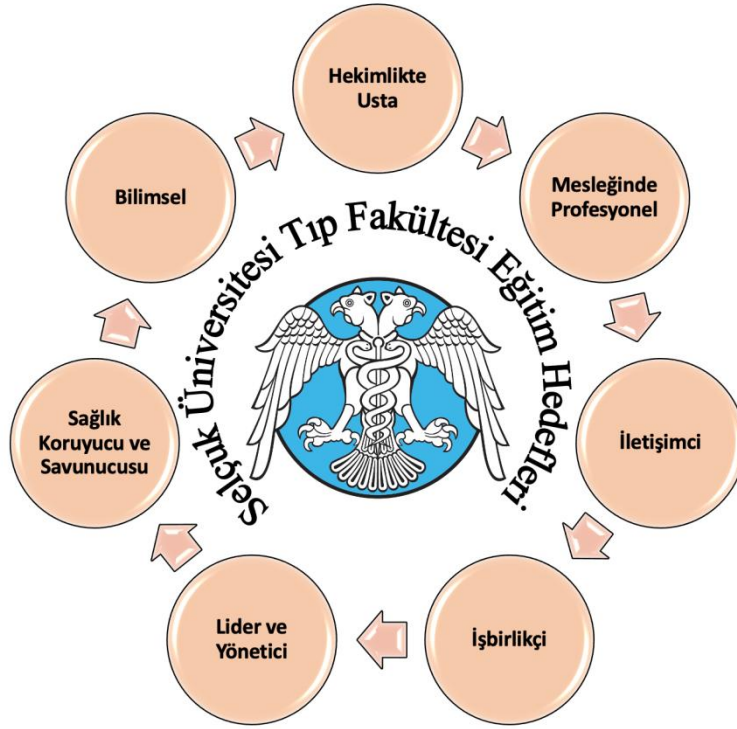 Hekimlikte
Usta
Mesleğinde
Profesyonel
İletişimci
İşbirlikçi
Lider ve
Yönetici
Sağlık
Koruyucu ve
Savunucusu
Bilimsel
Selçuk Üniversitesi Tıp Fakültesi Eğitim Hedefleri